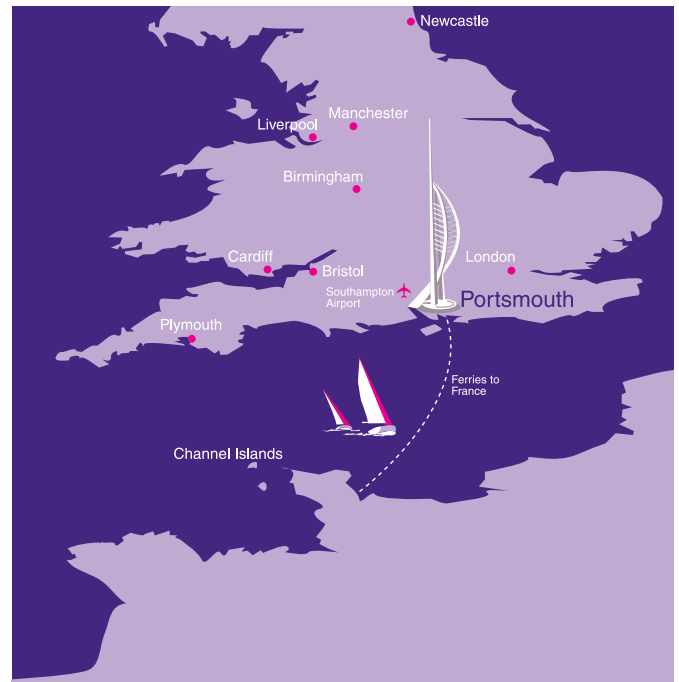 Newcastle
Manchester
Liverpool
Birmingham
Cardiff
Bristol
London
Southampton
Airport
Portsmouth
Plymouth
Ferries to
France
Channel Islands